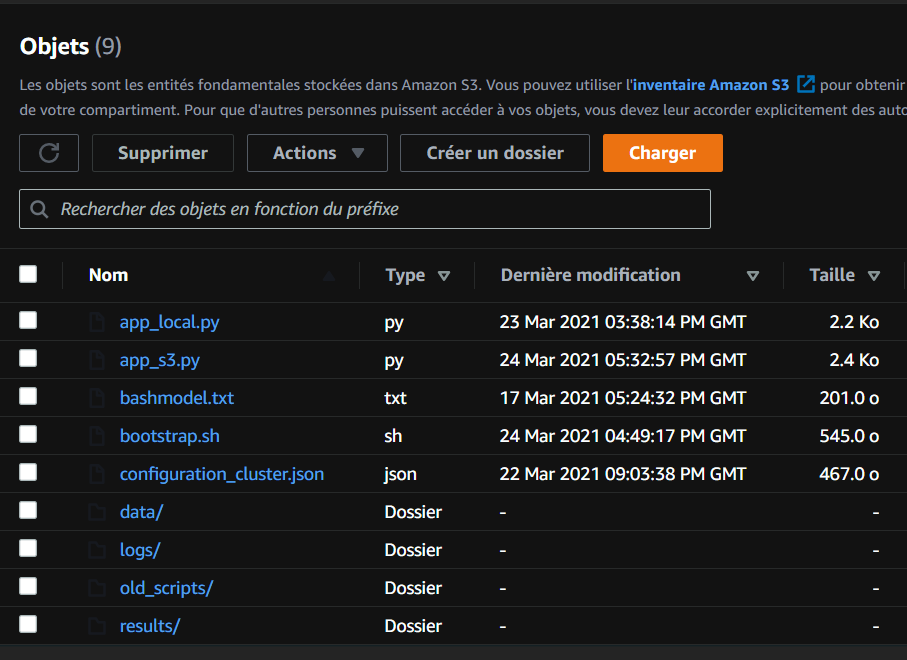 Objets (9)
Les objets sont les entités fondamentales stockées dans Amazon S3. Vous pouvez utiliser l'inventaire Amazon S3 pour obtenir
de votre compartiment. Pour que d'autres personnes puissent accéder à vos objets, vous devez leur accorder explicitement des
Supprimer Actions Créer un dossier Charger
Rechercher des objets en fonction du préfixe
Nom Type Dernière modification Taille
app_local.py py 23 Mar 2021 03:38:14 PM GMT 2.2 Ko
app_s3.py py 24 Mar 2021 05:32:57 PM GMT 2.4 Ko
bashmodel.txt txt 17 Mar 2021 05:24:32 PM GMT 201.0 o
bootstrap.sh sh 24 Mar 2021 04:49:17 PM GMT 545.0 o
configuration_cluster.json json 22 Mar 2021 09:03:38 PM GMT 467.0 o
data/ Dossier - -
logs/ Dossier - -
old_scripts/ Dossier - -
results/ Dossier - -